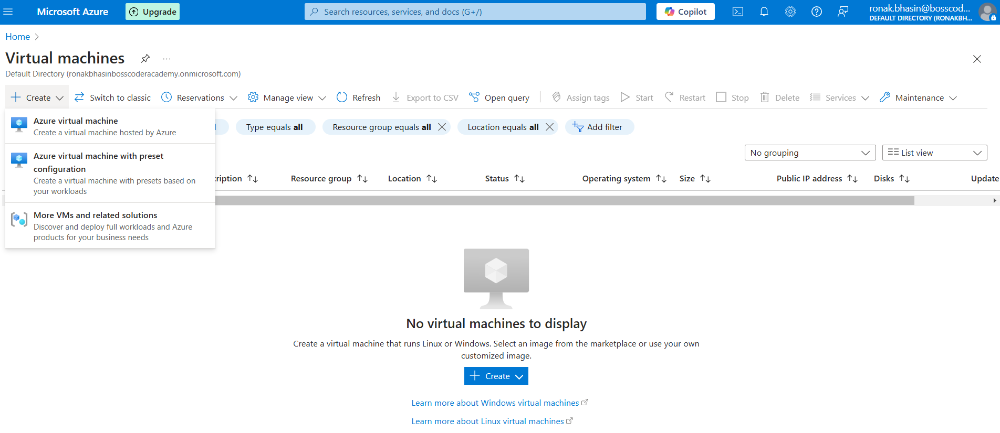 Microsoft Azure
Upgrade
Search resources, services, and docs (G+/)
Copilot
ronak.bhasin@bosscod...
DEFAULT DIRECTORY (RONAKBH...
Home
Virtual machines
...
Default Directory (ronakbhasinbosscoderacademy.onmicrosoft.com)
Create
Switch to classic
Reservations
Manage view
Refresh
Export to CSV
Open query
Assign tags
Start
Restart
Stop
Delete
Services
Maintenance
Azure virtual machine
Create a virtual machine hosted by Azure
Azure virtual machine with preset
configuration
Create a virtual machine with presets based on
your workloads
More VMs and related solutions
Discover and deploy full workloads and Azure
products for your business needs
Type equals all
Resource group equals all
Location equals all
Add filter
No grouping
List view
cription
Resource group
Location
Status
Operating system
Size
Public IP address
Disks
Update
No virtual machines to display
Create a virtual machine that runs Linux or Windows. Select an image from the marketplace or use your own
customized image.
Create
Learn more about Windows virtual machines
Learn more about Linux virtual machines